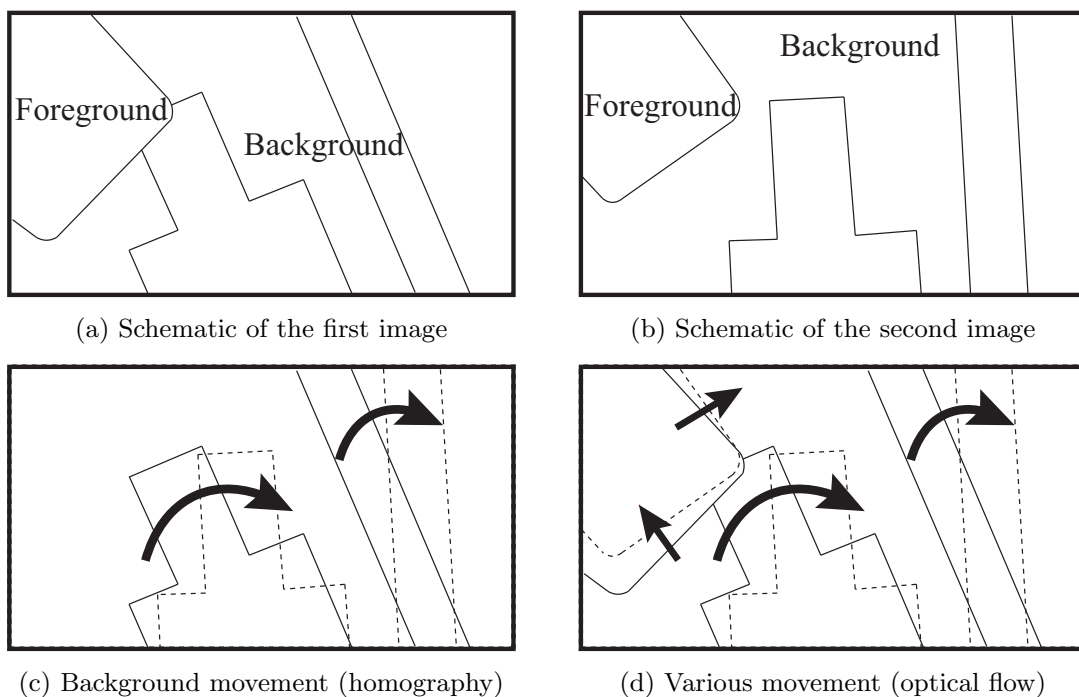 Foreground
Background
Background
Foreground
(a) Schematic of the first image
(b) Schematic of the second image
(c) Background movement (homography)
(d) Various movement (optical flow)